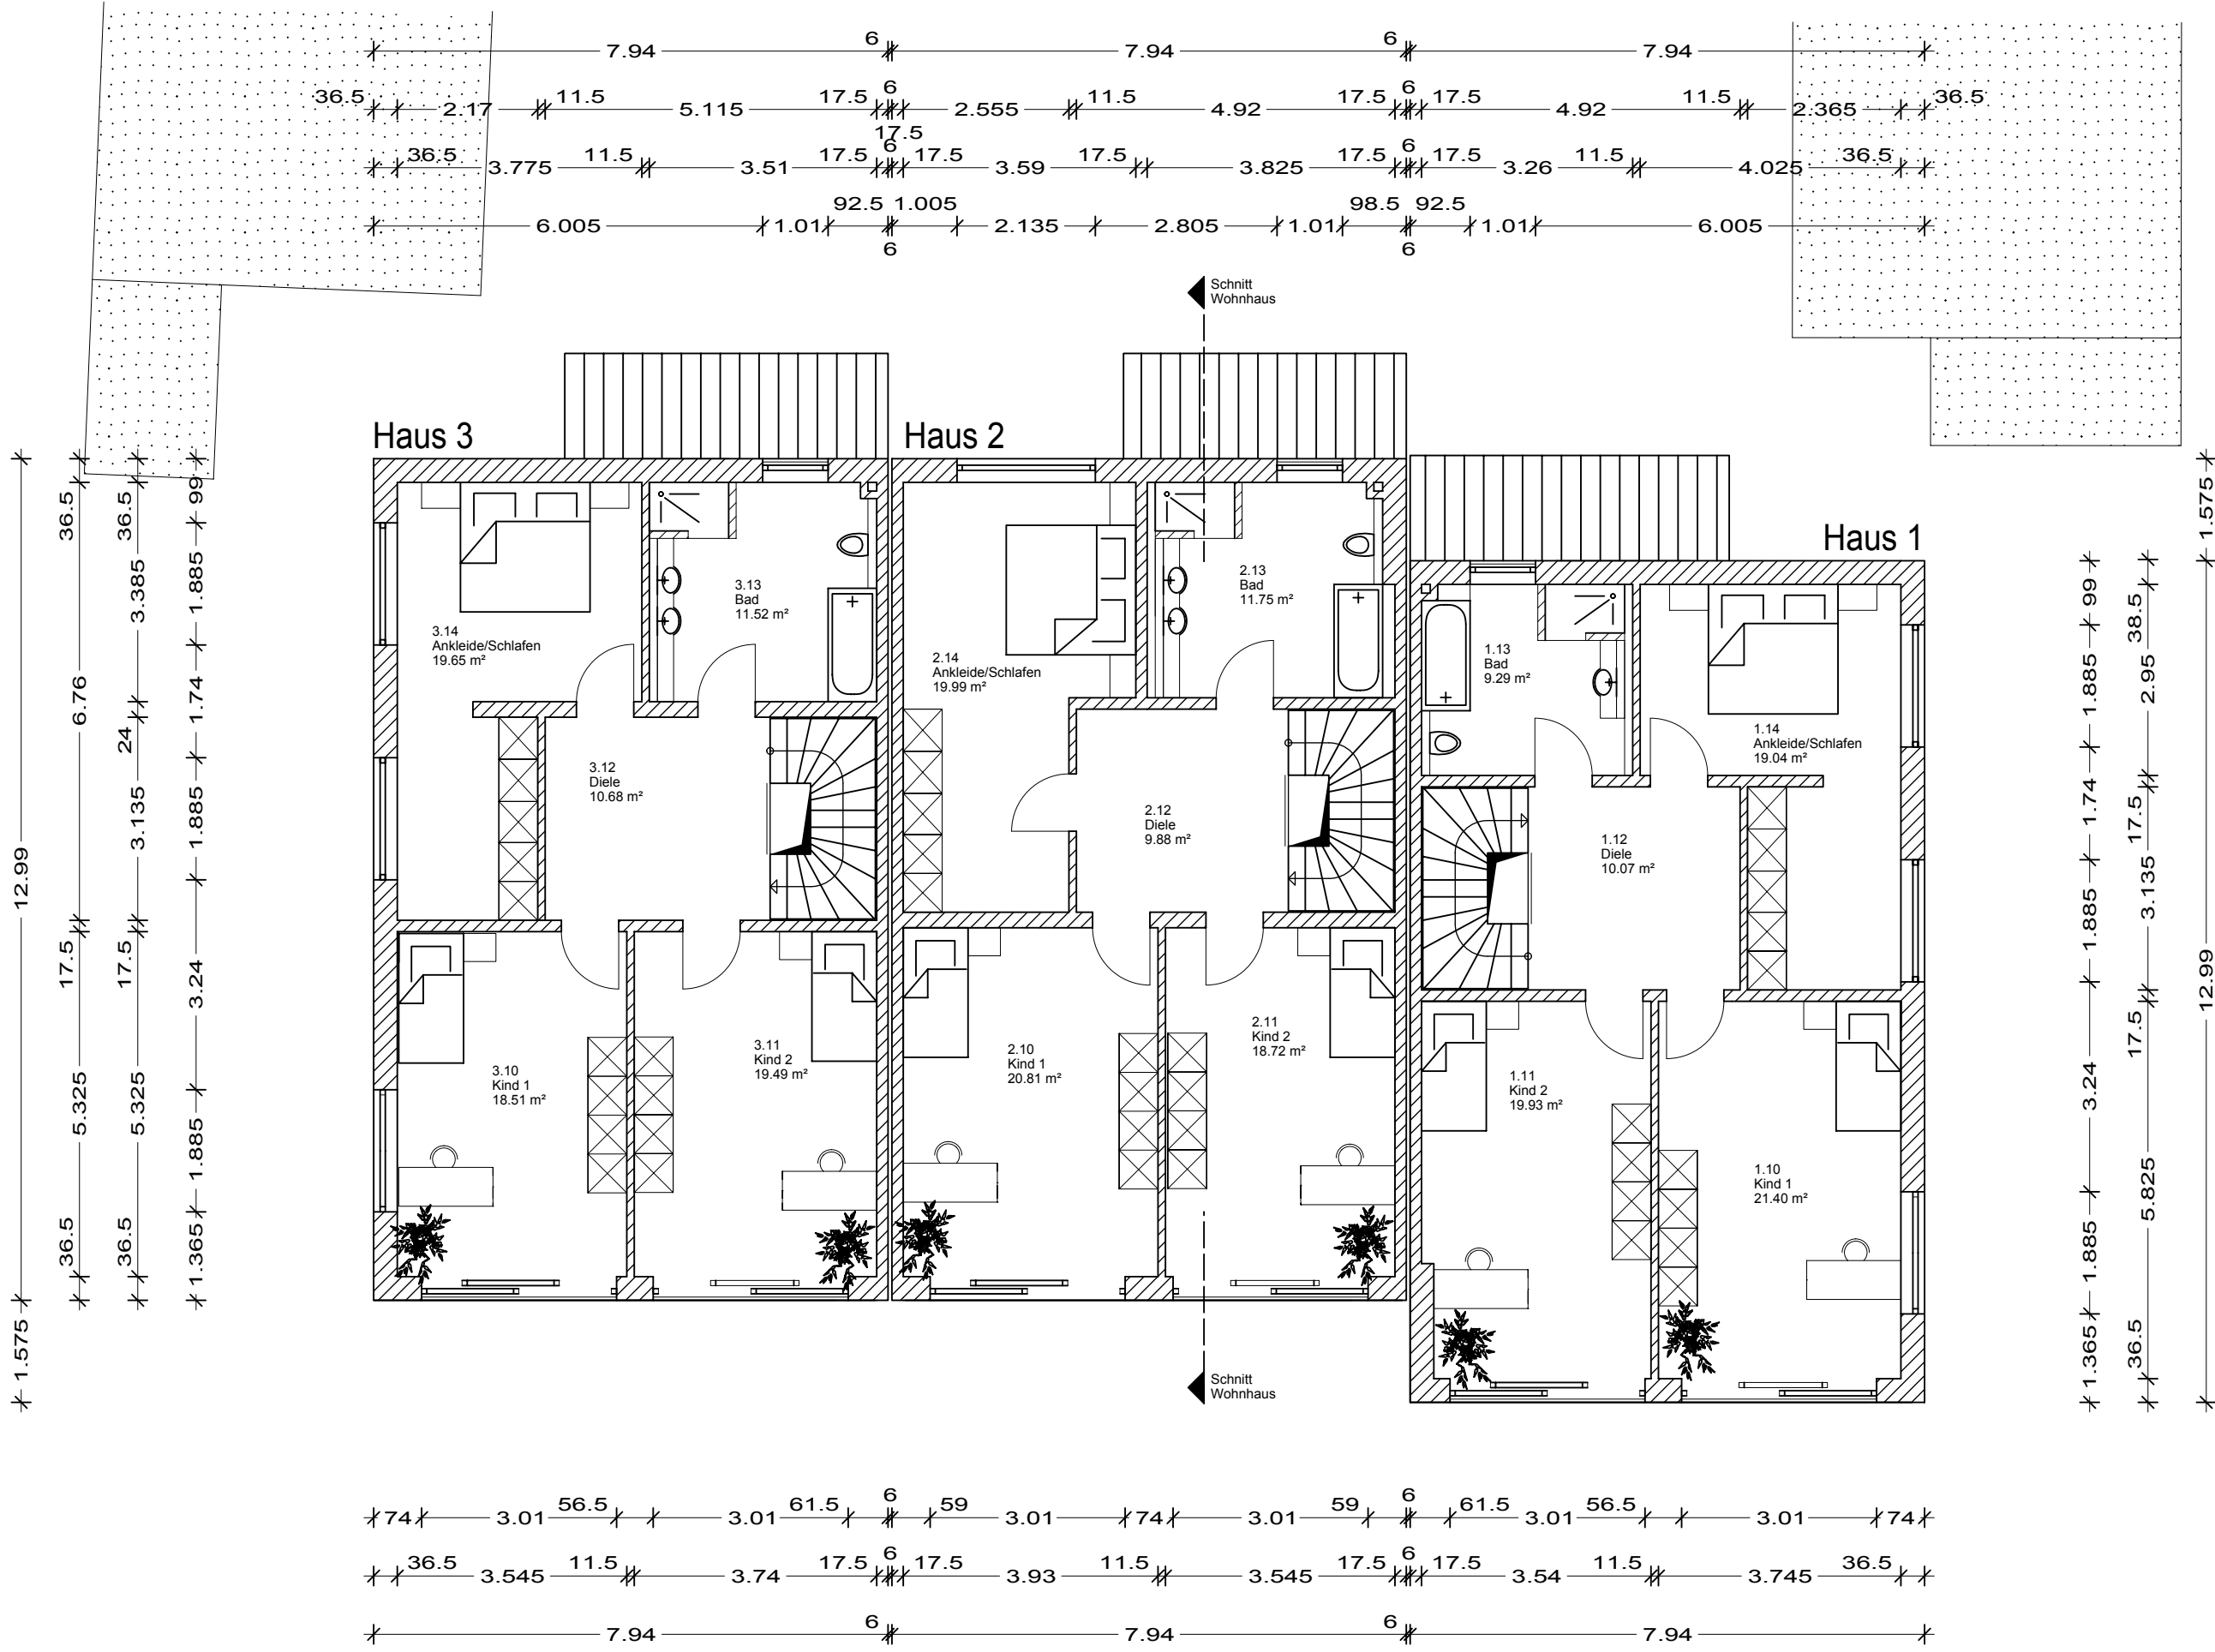 7.94 6 7.94 6 7.94
36.5 2.17 11.5 5.115 17.5 6 2.555 11.5 4.92 17.5 6 17.5 4.92 11.5 2.365 36.5
17.5
36.5 3.775 11.5 3.51 17.5 6 17.5 3.59 17.5 3.825 17.5 6 17.5 3.26 11.5 4.025 36.5
6.005 1.01 92.5 6 1.005 2.135 2.805 1.01 98.5 6 92.5 1.01 6.005
Schnitt
Wohnhaus
Haus 3
Haus 2
Haus 1
12.99
1.575
36.5
6.76
17.5
5.325
36.5
36.5
3.385
24
3.135
17.5
5.325
36.5
99
1.885
1.74
1.885
3.24
1.885
1.365
3.14
Ankleide/Schlafen
19.65 m²
3.13
Bad
11.52 m²
3.12
Diele
10.68 m²
3.10
Kind 1
18.51 m²
3.11
Kind 2
19.49 m²
2.14
Ankleide/Schlafen
19.99 m²
2.13
Bad
11.75 m²
2.12
Diele
9.88 m²
2.10
Kind 1
20.81 m²
2.11
Kind 2
18.72 m²
1.13
Bad
9.29 m²
1.14
Ankleide/Schlafen
19.04 m²
1.12
Diele
10.07 m²
1.11
Kind 2
19.93 m²
1.10
Kind 1
21.40 m²
99
1.885
1.74
1.885
3.24
1.885
1.365
38.5
2.95
17.5
3.135
17.5
5.825
36.5
1.575
12.99
Schnitt
Wohnhaus
74 3.01 56.5 3.01 61.5 6 59 3.01 74 3.01 59 6 61.5 3.01 56.5 3.01 74
36.5 3.545 11.5 3.74 17.5 6 17.5 3.93 11.5 3.545 17.5 6 17.5 3.54 11.5 3.745 36.5
7.94 6 7.94 6 7.94